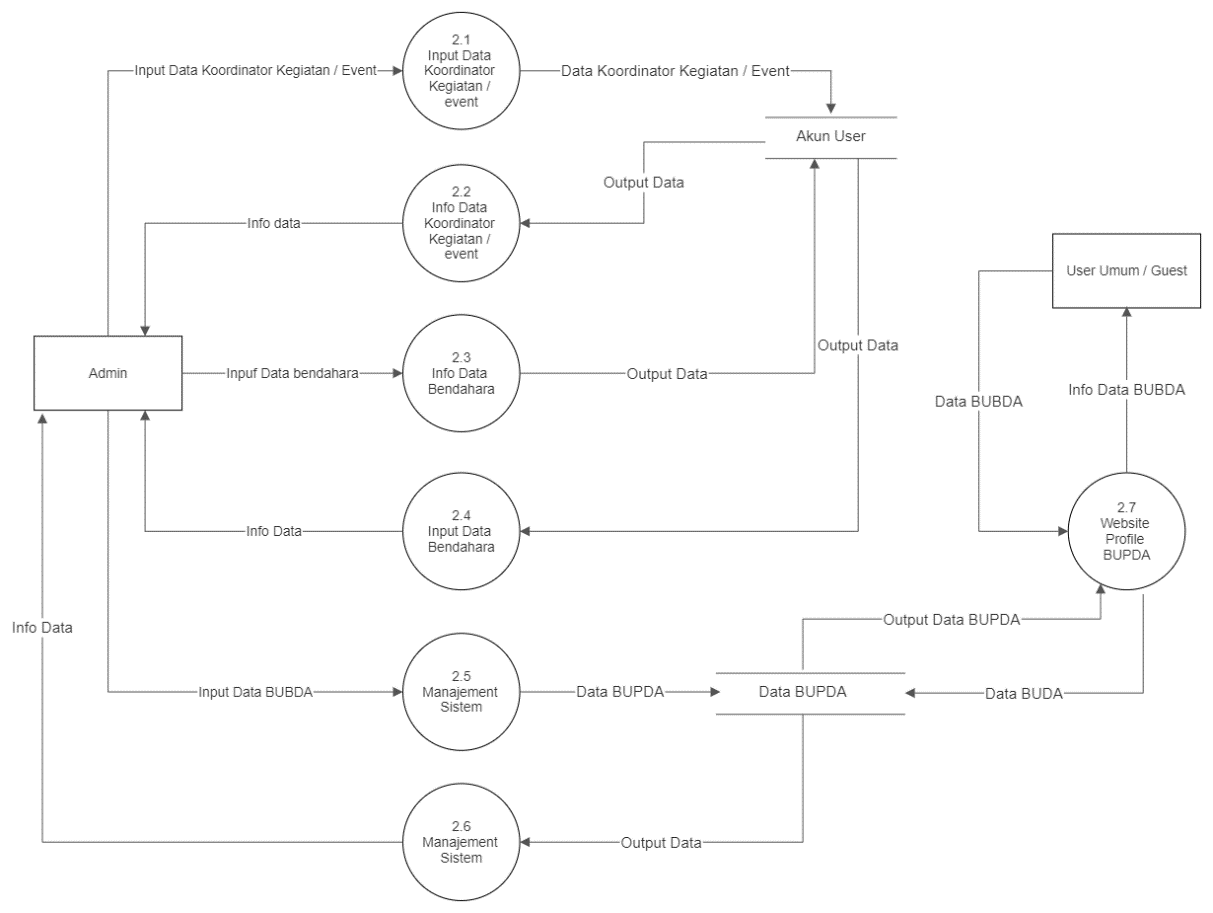 2.1
Input Data
Koordinator
Kegiatan /
event
Input Data Koordinator Kegiatan / Event
Data Koordinator Kegiatan / Event
Akun User
Output Data
2.2
Info Data
Koordinator
Kegiatan /
event
Info data
User Umum / Guest
Admin
Inpuf Data bendahara
2.3
Info Data
Bendahara
Output Data
Output Data
Data BUBDA
Info Data BUBDA
2.4
Input Data
Bendahara
Info Data
2.7
Website
Profile
BUPDA
Info Data
Output Data BUPDA
Input Data BUBDA
2.5
Manajement
Sistem
Data BUPDA
Data BUPDA
Data BUDA
2.6
Manajement
Sistem
Output Data